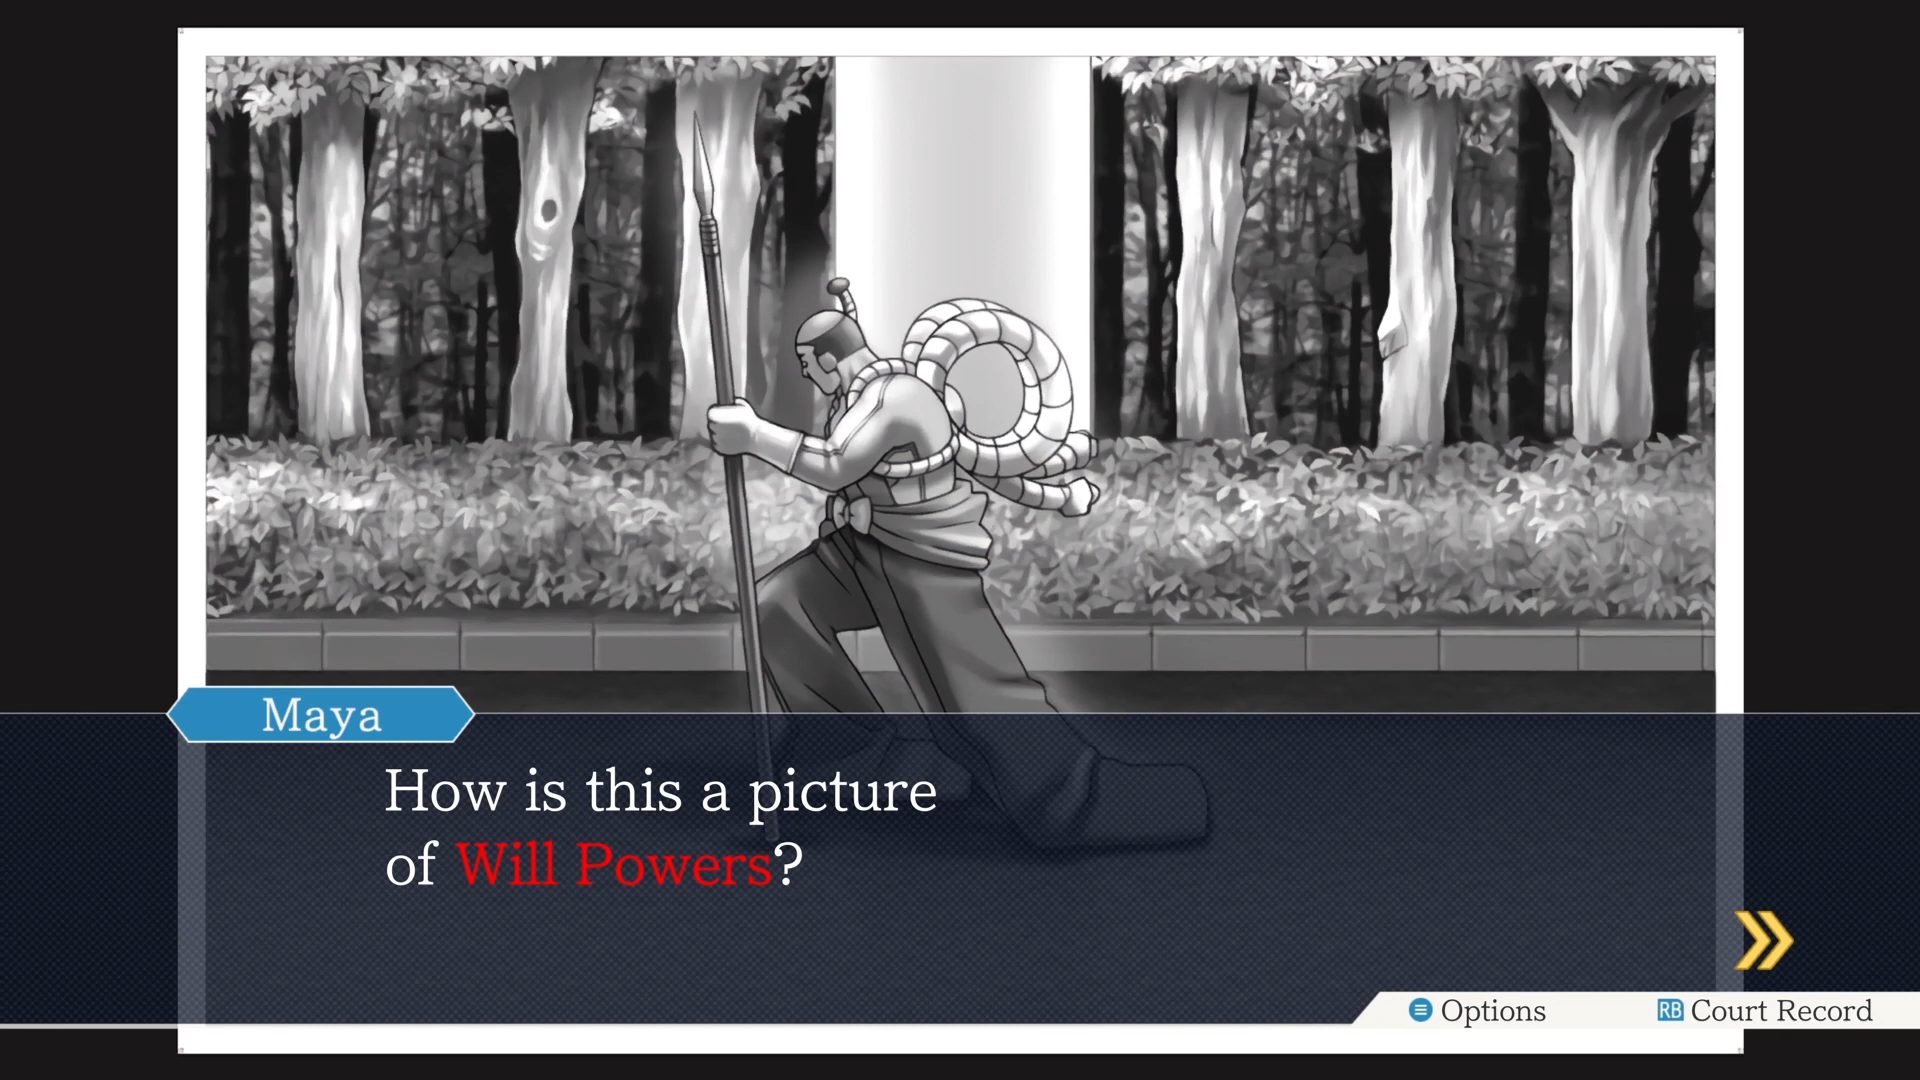 Maya
How is this a picture
of Will Powers?
Options
RB Court Record